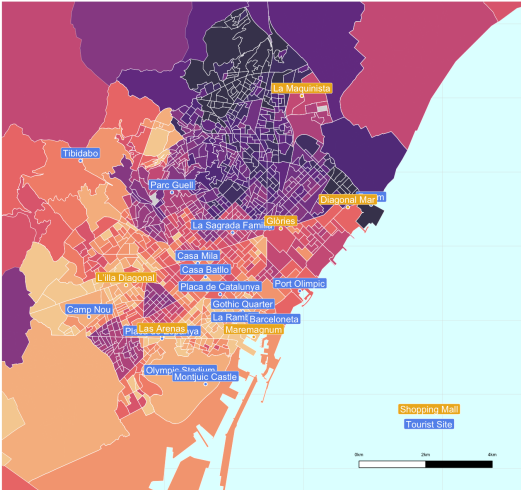 La Maquinista
Tibidabo
Parc Guell
Diagonal Mar
La Sagrada Familia
Glòries
Casa Mila
Casa Batllo
L'illa Diagonal
Placa de Catalunya
Port Olimpic
Gothic Quarter
Camp Nou
La Ramb
Barceloneta
Las Arenas
Maremagnum
Olympic Stadium
Montjuic Castle
Shopping Mall
Tourist Site
0km 2km 4km